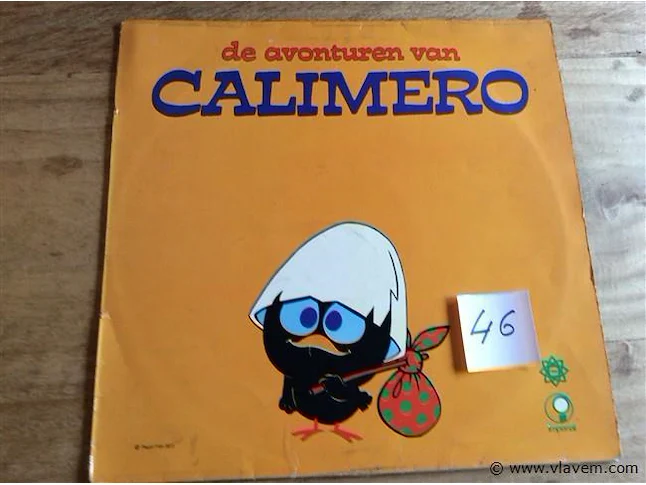 de avonturen van
CALIMERO
46
imperial
© www.vlavem.com